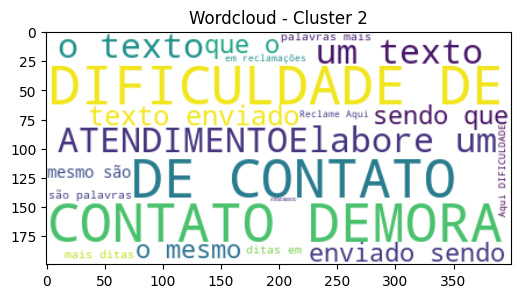 Wordcloud - Cluster 2
0
25
50
75
100
125
150
175
o texto
que o
palavras mais
um texto
em reclamações
DIFICULDADE DE
texto enviado
Reclame Aqui
sendo que
ATENDIMENTO
Elabore um
mesmo são
DE CONTATO
são palavras
Aqui DIFICULDADE
CONTATO DEMORA
mais ditas
o mesmo
ditas em
enviado sendo
0 50 100 150 200 250 300 350